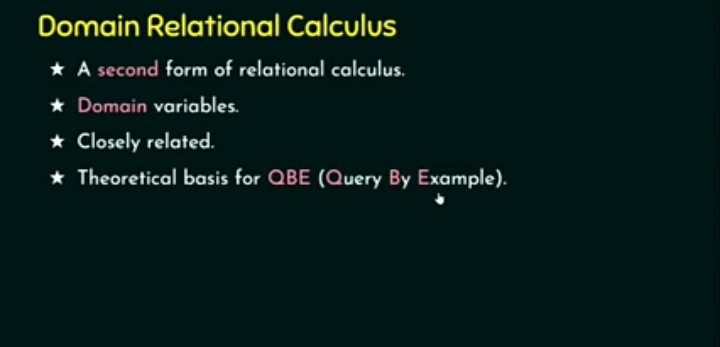 Domain Relational Calculus
★ A second form of relational calculus.
★ Domain variables.
★ Closely related.
★ Theoretical basis for QBE (Query By Example).